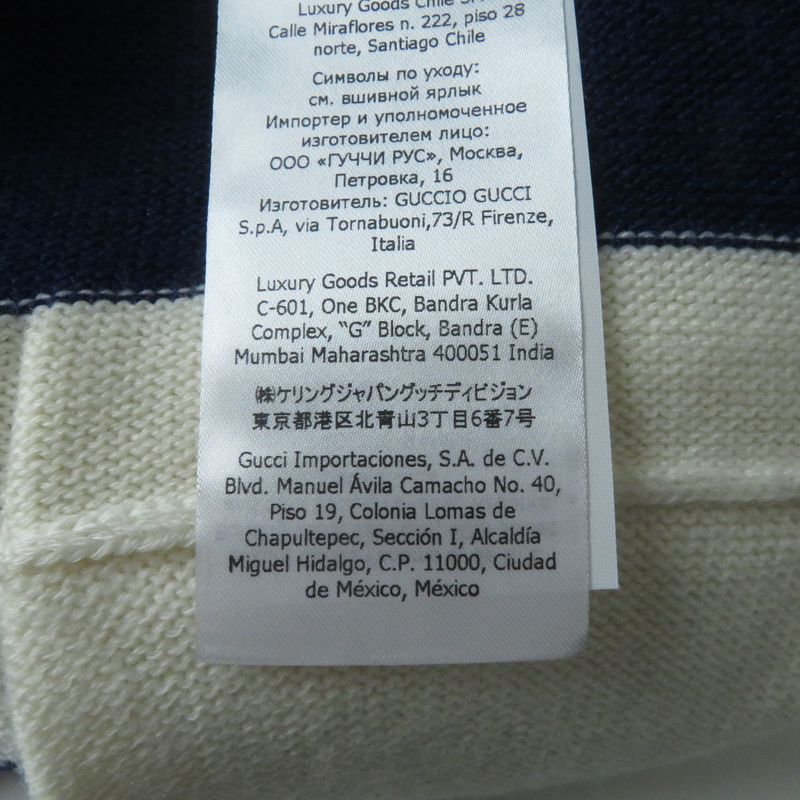 Luxury Goods Chile
Calle Miraflores n. 222, piso 28
norte, Santiago Chile
Символы по уходу:
см. вшивной ярлык
Импортер и уполномоченное
изготовителем лицо:
ООО «ГУЧЧИ РУС», Москва,
Петровка, 16
Изготовитель: GUCCIO GUCCI
S.p.A, via Tornabuoni,73/R Firenze,
Italia
Luxury Goods Retail PVT. LTD.
C-601, One BKC, Bandra Kurla
Complex, “G” Block, Bandra (E)
Mumbai Maharashtra 400051 India
㈱ケリングジャパングッチディビジョン
東京都港区北青山3丁目6番7号
Gucci Importaciones, S.A. de C.V.
Blvd. Manuel Ávila Camacho No. 40,
Piso 19, Colonia Lomas de
Chapultepec, Sección I, Alcaldía
Miguel Hidalgo, C.P. 11000, Ciudad
de México, México